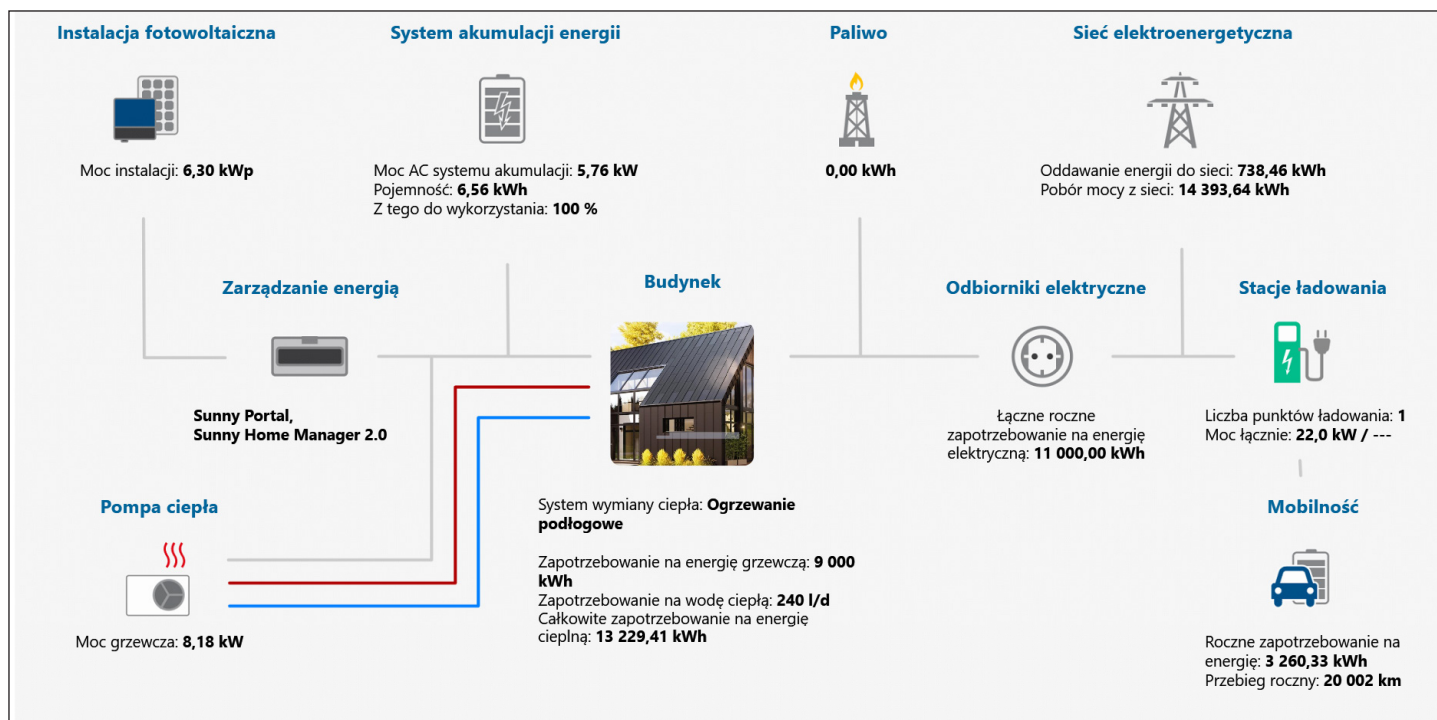 Instalacja fotowoltaiczna
Moc instalacji: 6,30 kWp
System akumulacji energii
Moc AC systemu akumulacji: 5,76 kW
Pojemność: 6,56 kWh
Z tego do wykorzystania: 100 %
Paliwo
0,00 kWh
Sieć elektroenergetyczna
Oddawanie energii do sieci: 738,46 kWh
Pobór mocy z sieci: 14 393,64 kWh
Zarządzanie energią
Sunny Portal,
Sunny Home Manager 2.0
Budynek
System wymiany ciepła: Ogrzewanie
podłogowe
Zapotrzebowanie na energię grzewczą: 9 000
kWh
Zapotrzebowanie na wodę ciepłą: 240 l/d
Całkowite zapotrzebowanie na energię
cieplną: 13 229,41 kWh
Odbiorniki elektryczne
Łączne roczne
zapotrzebowanie na energię
elektryczną: 11 000,00 kWh
Stacje ładowania
Liczba punktów ładowania: 1
Moc łącznie: 22,0 kW / ---
Pompa ciepła
Moc grzewcza: 8,18 kW
Mobilność
Roczne zapotrzebowanie na
energię: 3 260,33 kWh
Przebieg roczny: 20 002 km